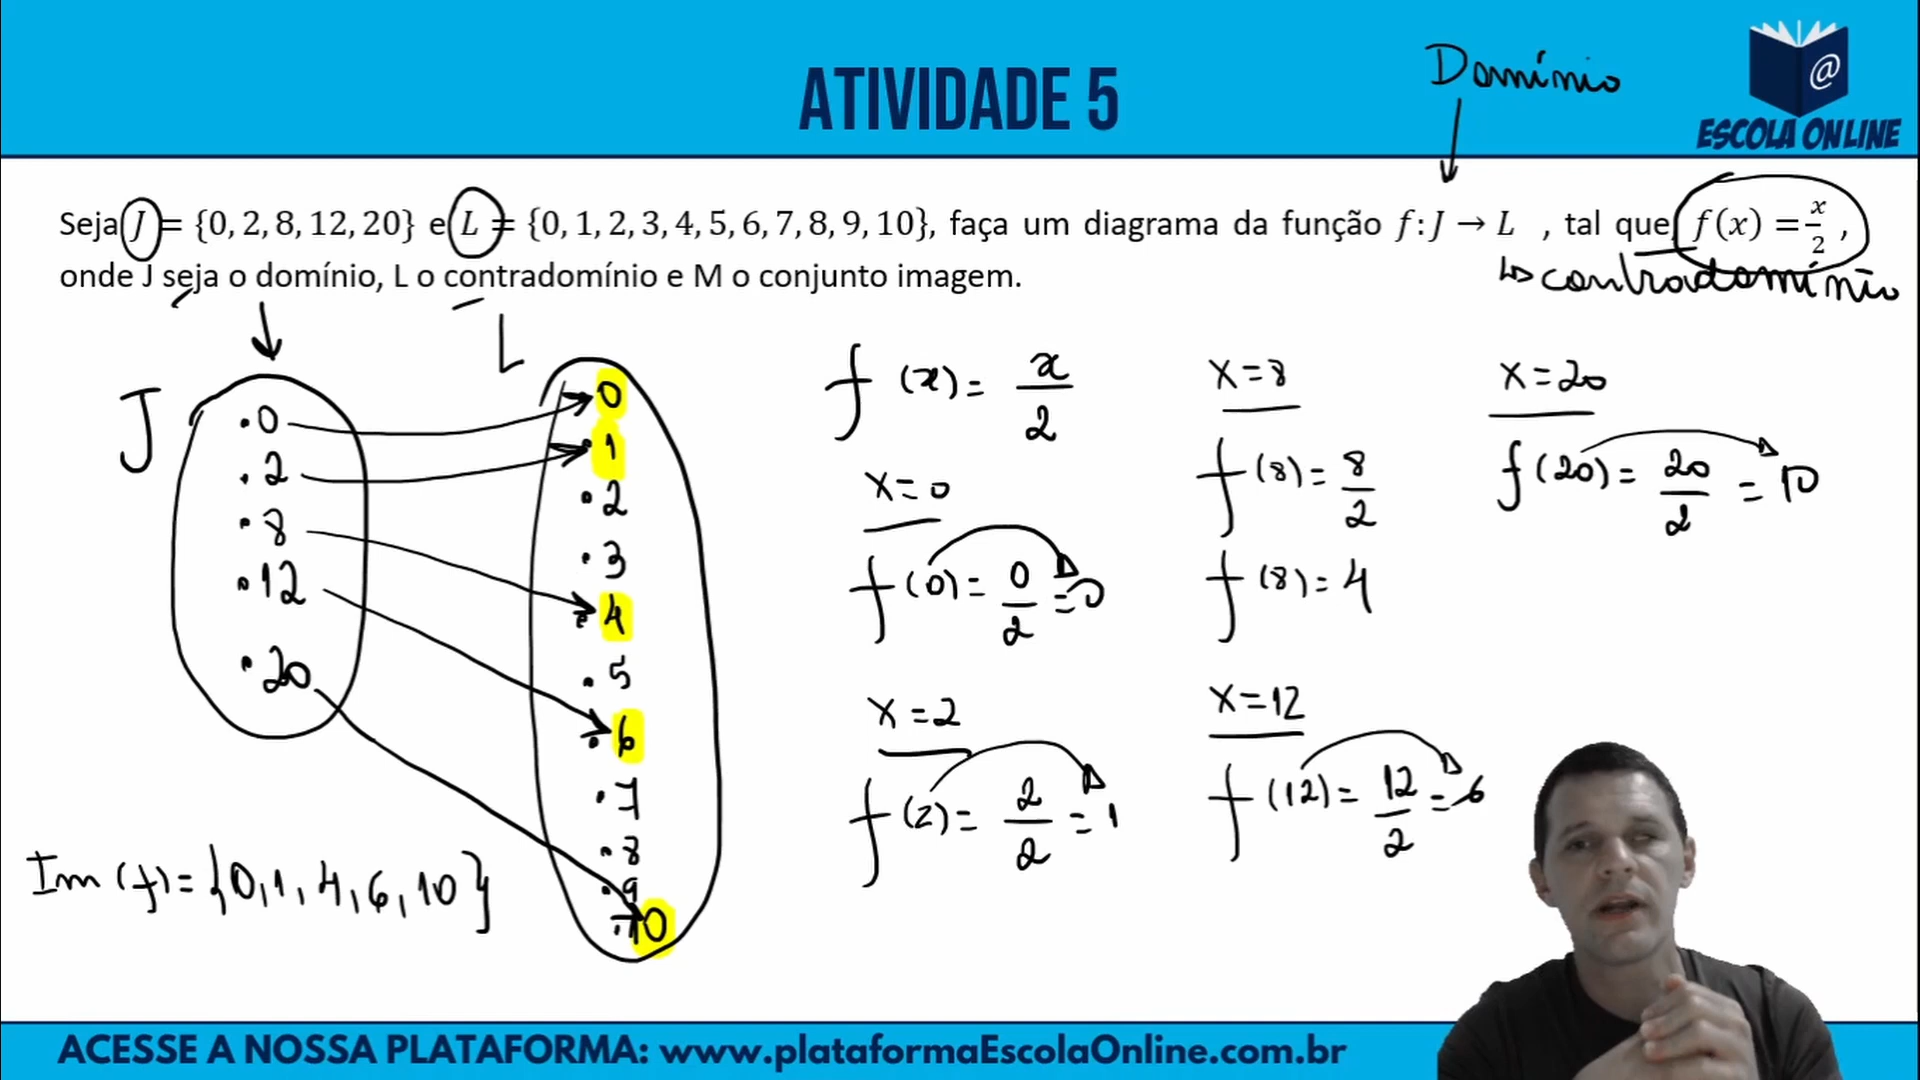 ATIVIDADE 5
Domínio
@
ESCOLA ONLINE
Seja J = {0, 2, 8, 12, 20} e L = {0, 1, 2, 3, 4, 5, 6, 7, 8, 9, 10}, faça um diagrama da função f: J → L , tal que f(x) = x/2 ,
onde J seja o domínio, L o contradomínio e M o conjunto imagem.
↳ contradomínio
J
.0
.2
.8
.12
.20
L
0
1
.2
.3
.4
.5
.6
.7
.8
.9
.10
Im (f) = {0, 1, 4, 6, 10}
f (x) = x/2
x = 0
f (0) = 0/2 = 0
x = 2
f (2) = 2/2 = 1
x = 8
f (8) = 8/2
f (8) = 4
x = 12
f (12) = 12/2 = 6
x = 20
f (20) = 20/2 = 10
ACESSE A NOSSA PLATAFORMA: www.plataformaEscolaOnline.com.br